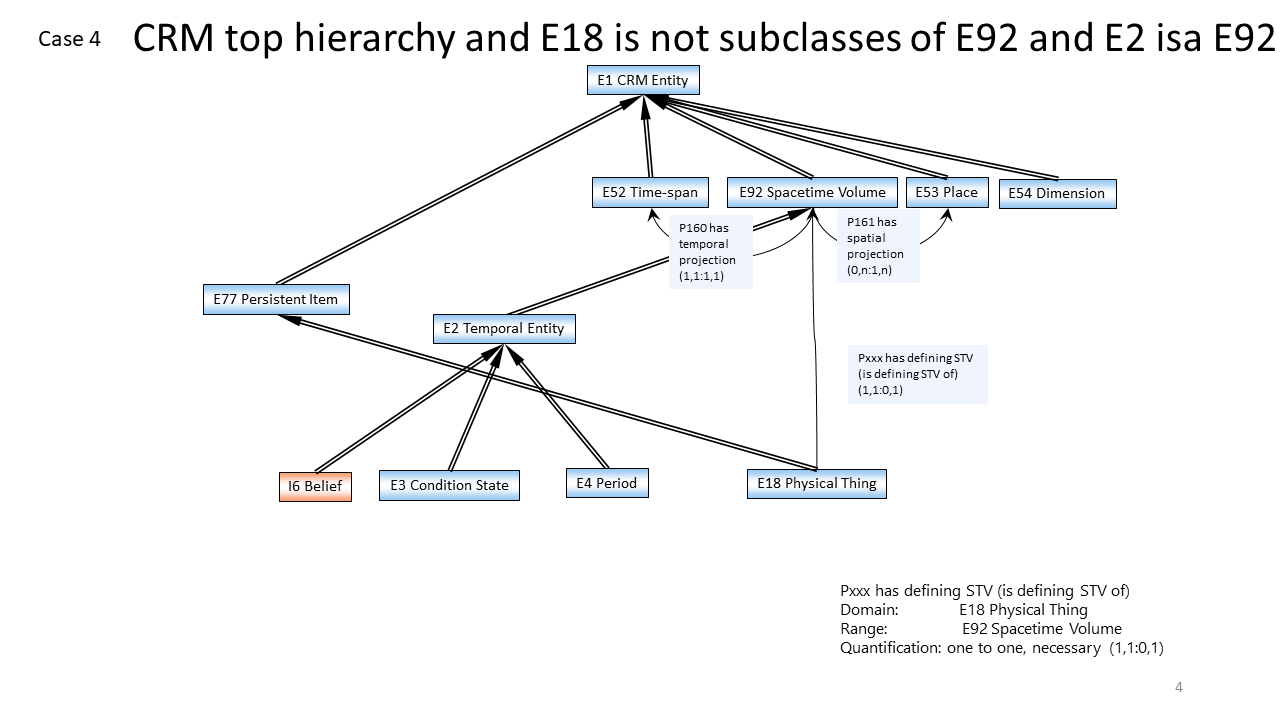 Case 4
CRM top hierarchy and E18 is not subclasses of E92 and E2 isa E92
E1 CRM Entity
E52 Time-span
E92 Spacetime Volume
E53 Place
E54 Dimension
P160 has
temporal
projection
(1,1:1,1)
P161 has
spatial
projection
(0,n:1,n)
E77 Persistent Item
E2 Temporal Entity
Pxxx has defining STV
(is defining STV of)
(1,1:0,1)
I6 Belief
E3 Condition State
E4 Period
E18 Physical Thing
Pxxx has defining STV (is defining STV of)
Domain: E18 Physical Thing
Range: E92 Spacetime Volume
Quantification: one to one, necessary (1,1:0,1)
4